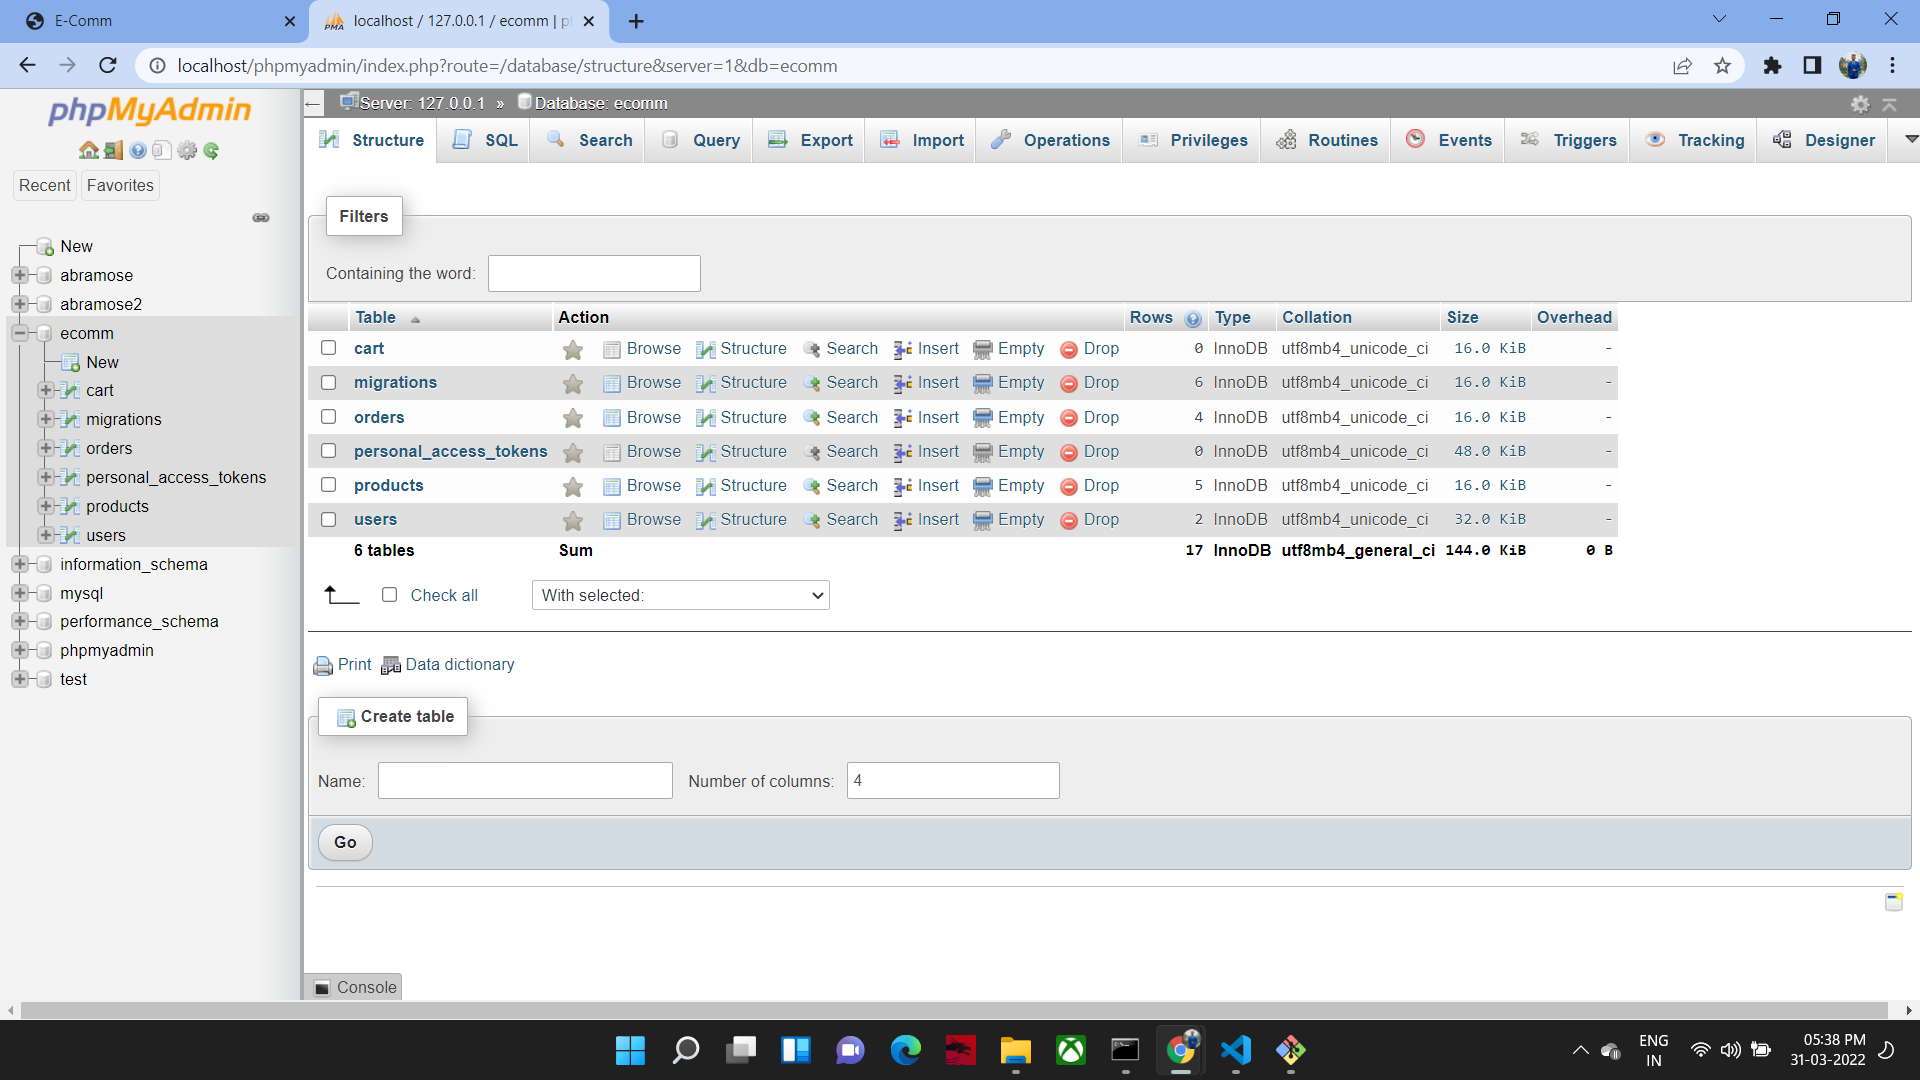 E-Comm
localhost / 127.0.0.1 / ecomm | p
localhost/phpmyadmin/index.php?route=/database/structure&server=1&db=ecomm
phpMyAdmin
Recent
Favorites
New
abramose
abramose2
ecomm
New
cart
migrations
orders
personal_access_tokens
products
users
information_schema
mysql
performance_schema
phpmyadmin
test
Server: 127.0.0.1 » Database: ecomm
Structure SQL Search Query Export Import Operations Privileges Routines Events Triggers Tracking Designer
Filters
Containing the word:
Table Action Rows Type Collation Size Overhead
cart Browse Structure Search Insert Empty Drop 0 InnoDB utf8mb4_unicode_ci 16.0 KiB -
migrations Browse Structure Search Insert Empty Drop 6 InnoDB utf8mb4_unicode_ci 16.0 KiB -
orders Browse Structure Search Insert Empty Drop 4 InnoDB utf8mb4_unicode_ci 16.0 KiB -
personal_access_tokens Browse Structure Search Insert Empty Drop 0 InnoDB utf8mb4_unicode_ci 48.0 KiB -
products Browse Structure Search Insert Empty Drop 5 InnoDB utf8mb4_unicode_ci 16.0 KiB -
users Browse Structure Search Insert Empty Drop 2 InnoDB utf8mb4_unicode_ci 32.0 KiB -
6 tables Sum 17 InnoDB utf8mb4_general_ci 144.0 KiB 0 B
Check all With selected:
Print Data dictionary
Create table
Name: Number of columns: 4
Go
Console
ENG
IN
05:38 PM
31-03-2022